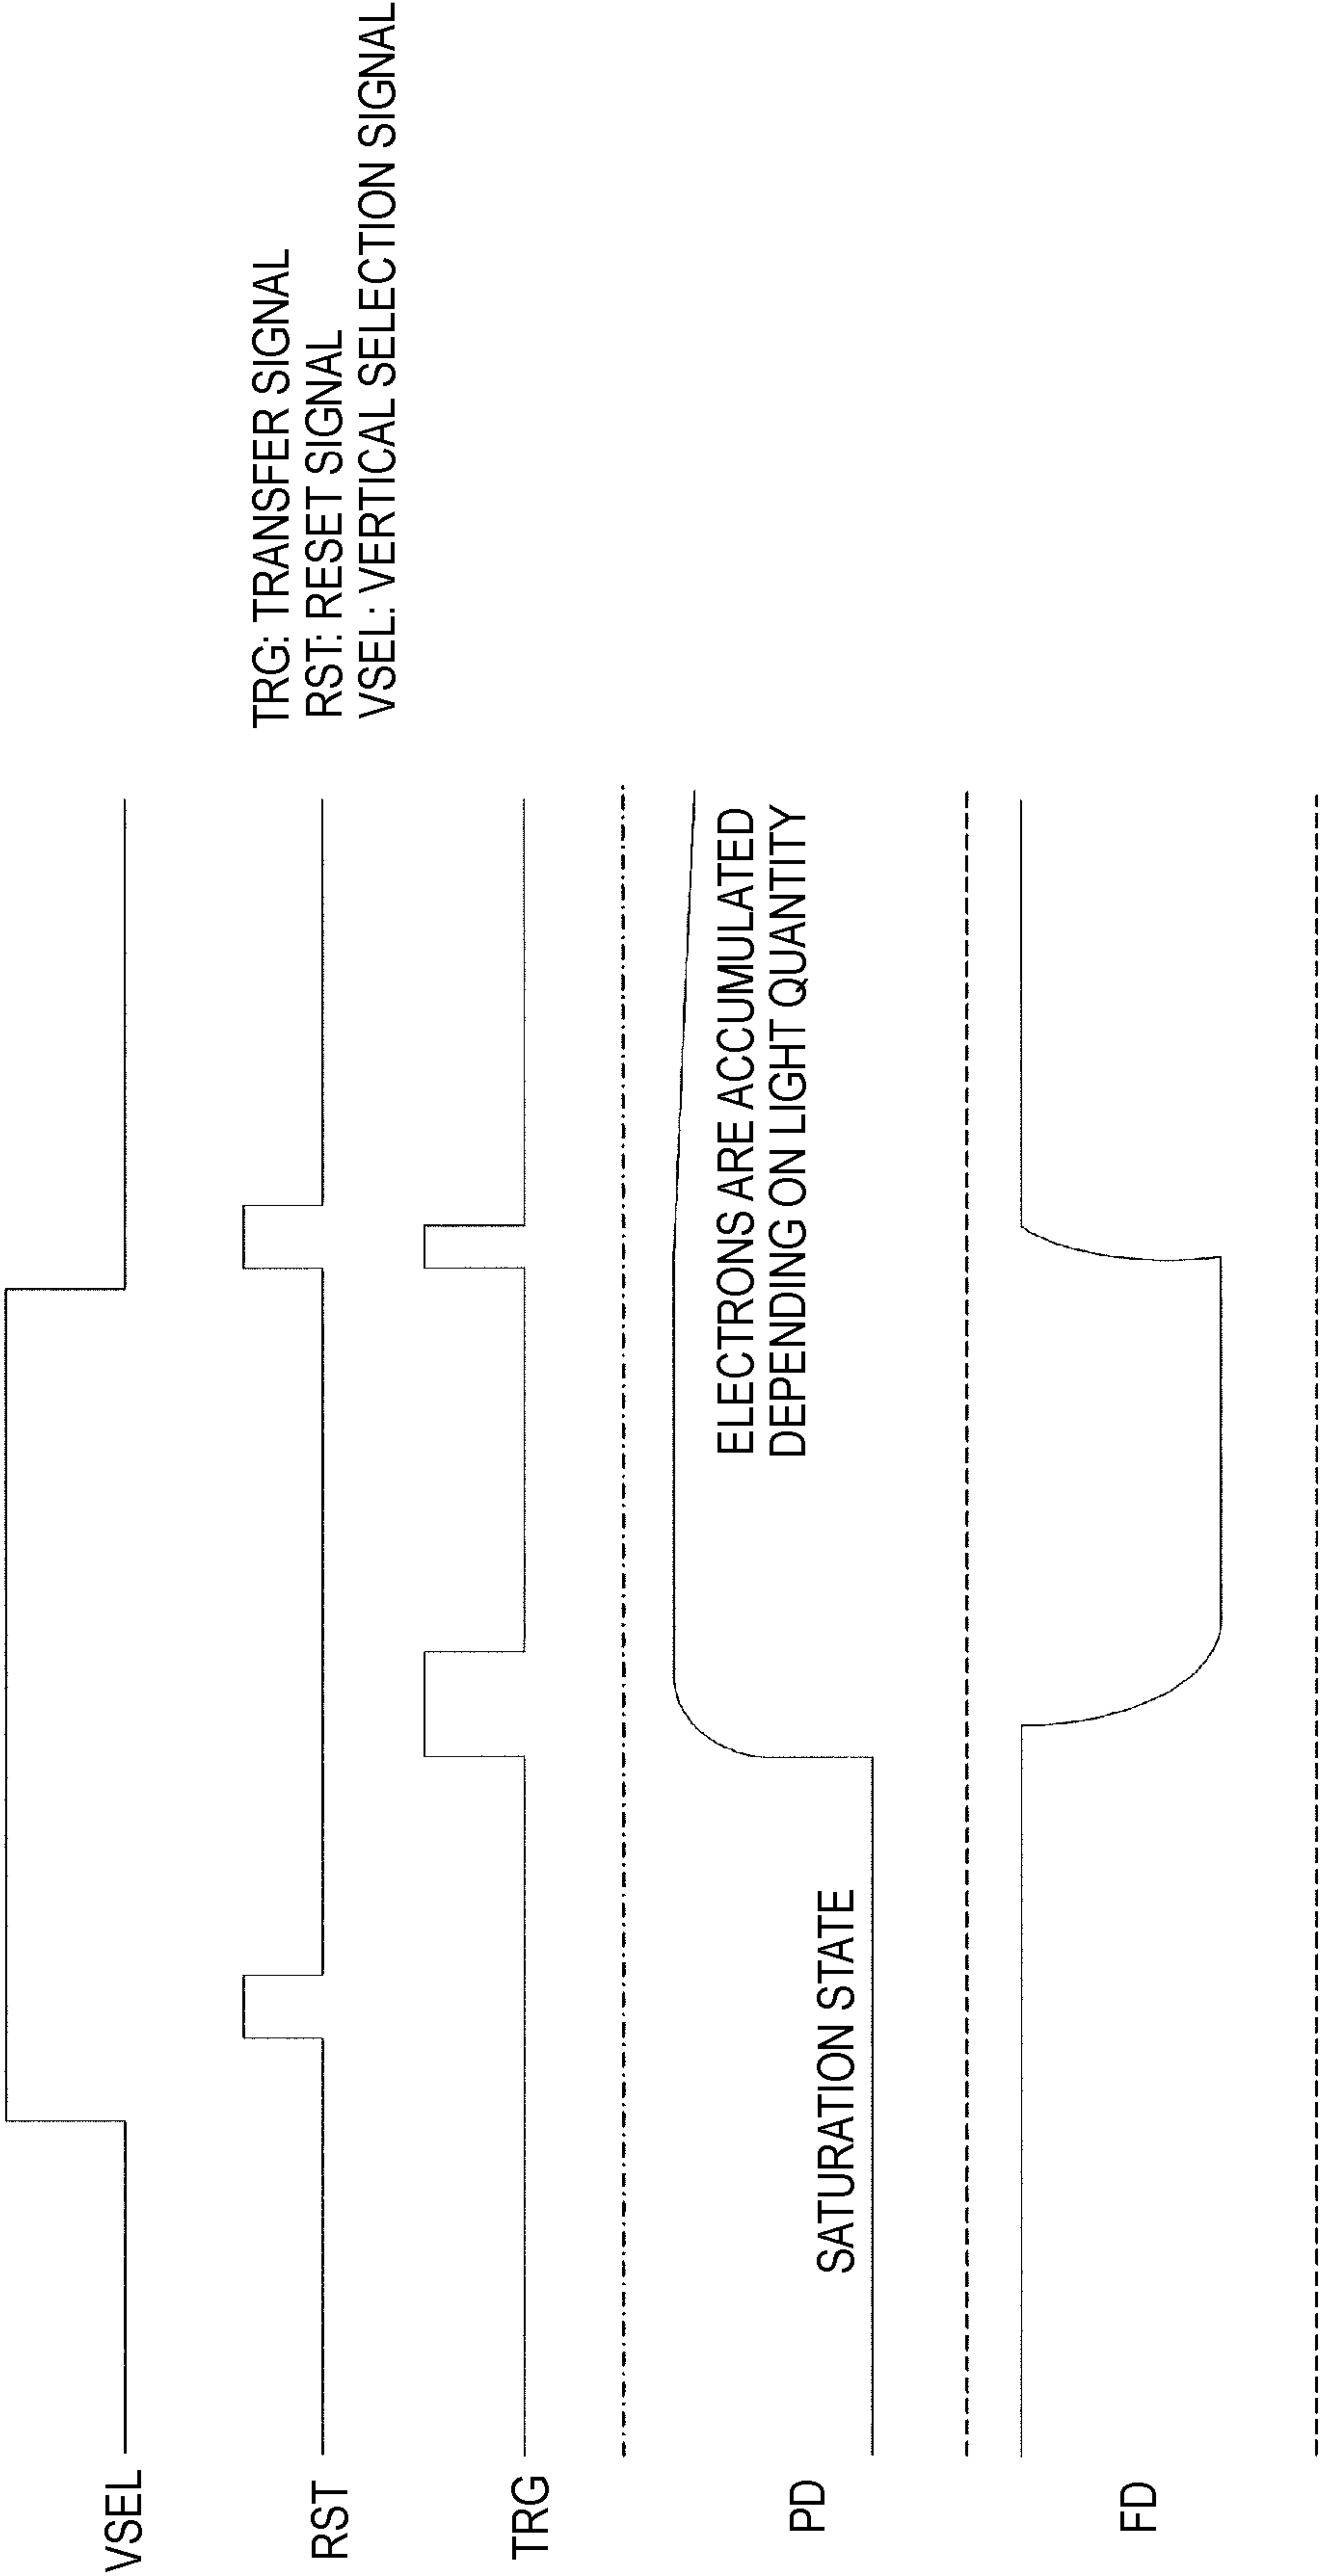 VSEL
RST
TRG
PD
FD
SATURATION STATE
ELECTRONS ARE ACCUMULATED
DEPENDING ON LIGHT QUANTITY
TRG: TRANSFER SIGNAL
RST: RESET SIGNAL
VSEL: VERTICAL SELECTION SIGNAL